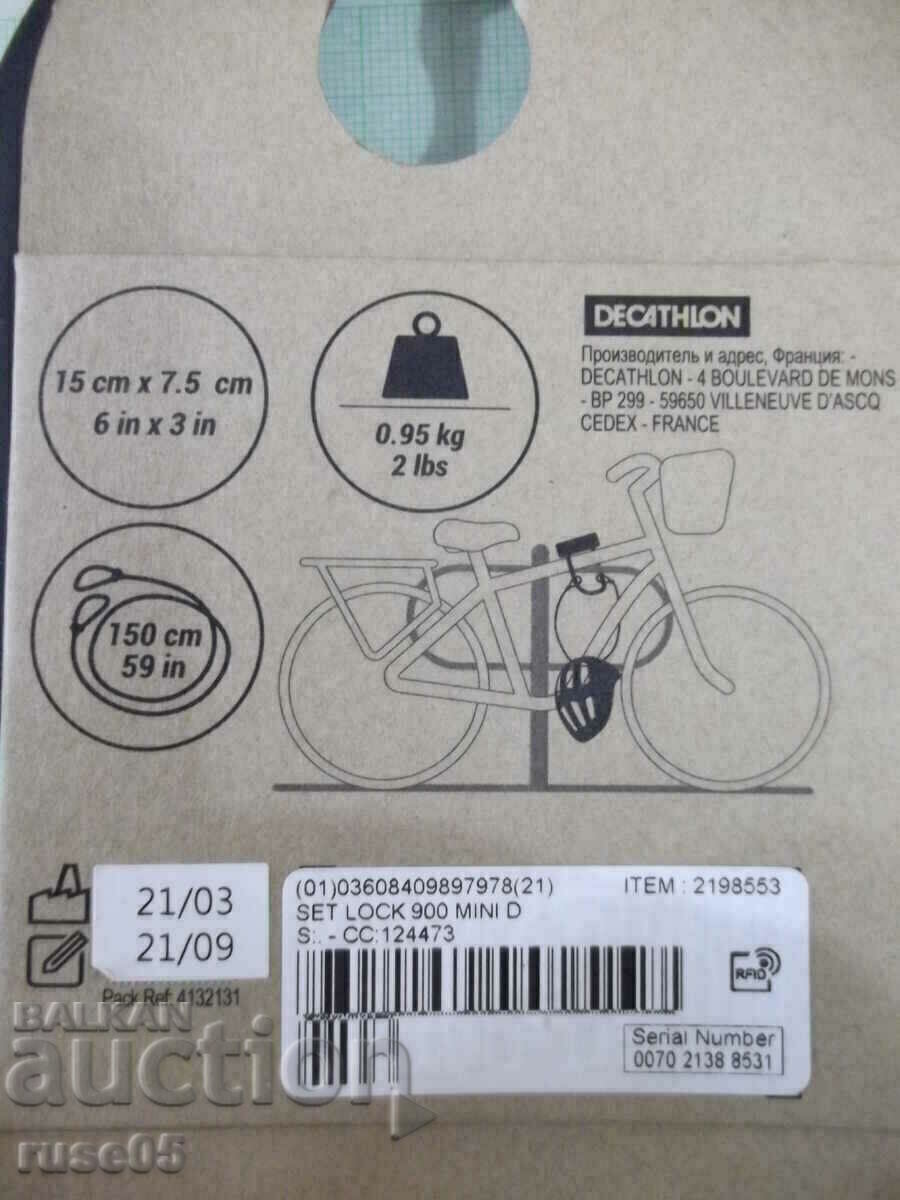 15 cm x 7.5 cm
6 in x 3 in
0.95 kg
2 lbs
DECATHLON
Производитель и адрес, Франция: -
DECATHLON - 4 BOULEVARD DE MONS
- BP 299 - 59650 VILLENEUVE D'ASCQ
CEDEX - FRANCE
150 cm
59 in
21/03
21/09
Pack Ref: 4132131
(01)03608409897978(21)
ITEM : 2198553
SET LOCK 900 MINI D
S:. - CC:124473
RFID
Serial Number
0070 2138 8531
BALKAN
auction
ruse05